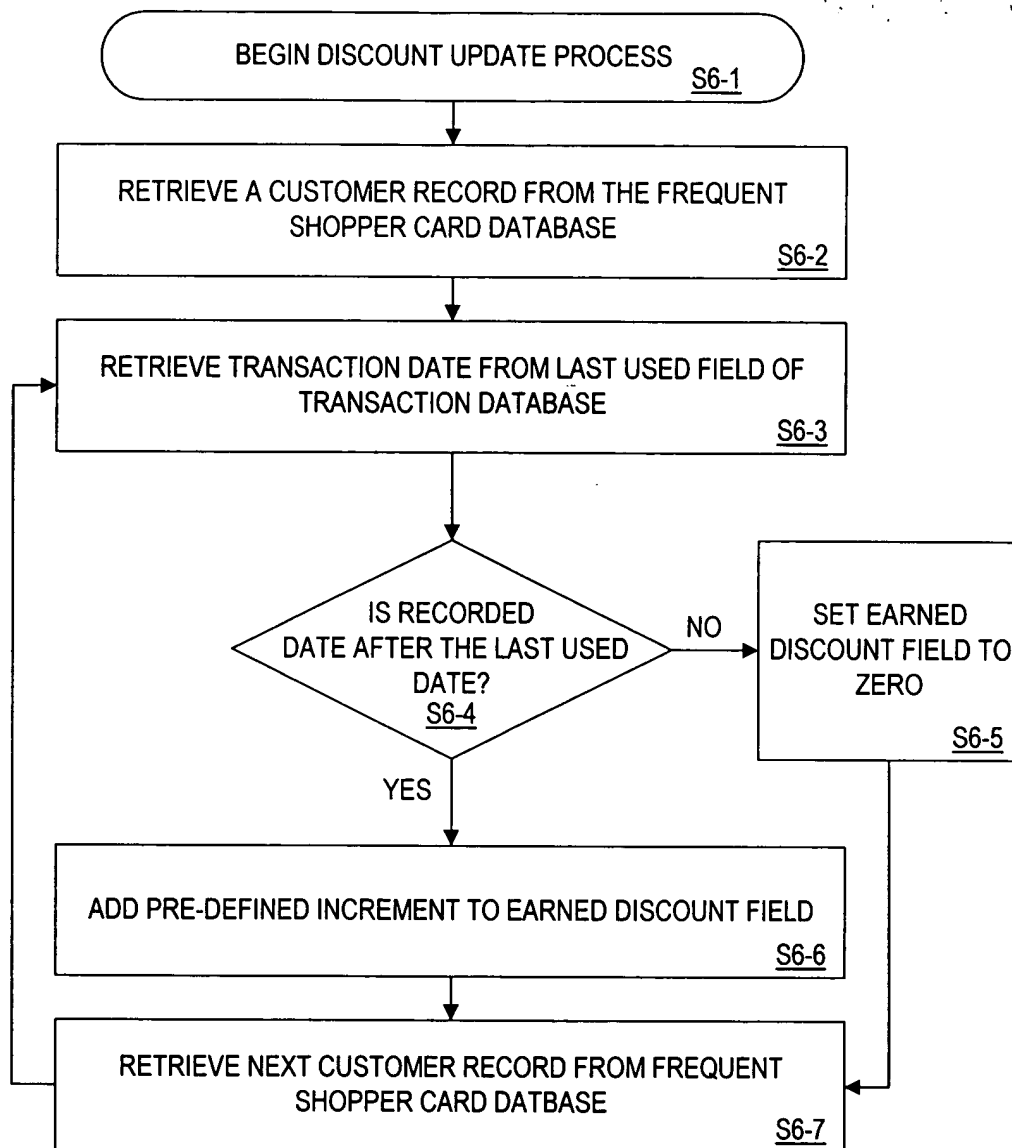 BEGIN DISCOUNT UPDATE PROCESS
S6-1
RETRIEVE A CUSTOMER RECORD FROM THE FREQUENT
SHOPPER CARD DATABASE
S6-2
RETRIEVE TRANSACTION DATE FROM LAST USED FIELD OF
TRANSACTION DATABASE
S6-3
IS RECORDED
DATE AFTER THE LAST USED
DATE?
S6-4
NO
SET EARNED
DISCOUNT FIELD TO
ZERO
S6-5
YES
ADD PRE-DEFINED INCREMENT TO EARNED DISCOUNT FIELD
S6-6
RETRIEVE NEXT CUSTOMER RECORD FROM FREQUENT
SHOPPER CARD DATBASE
S6-7